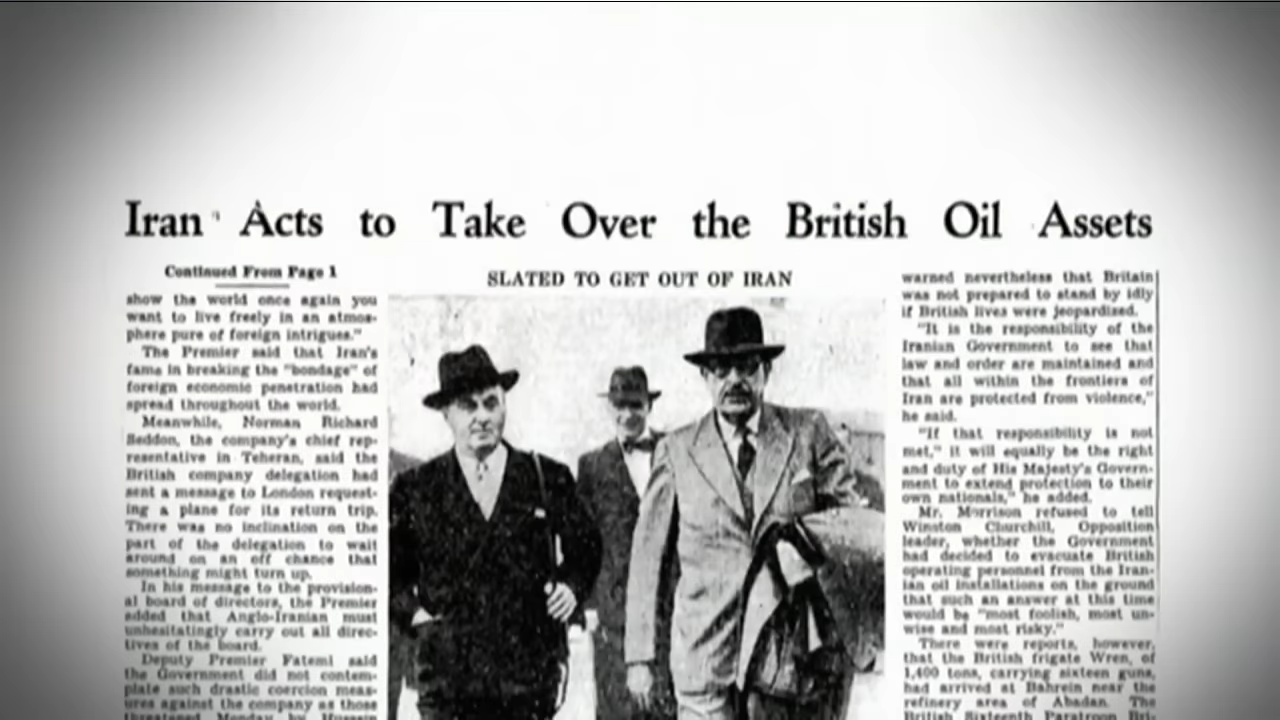 Iran Acts to Take Over the British Oil Assets
Continued From Page 1
show the world once again you
want to live freely in an atmos-
phere pure of foreign intrigues."
The Premier said that Iran's
fame in breaking the "bondage" of
foreign economic penetration had
spread throughout the world.
Meanwhile, Norman Richard
Seddon, the company's chief rep-
resentative in Teheran, said the
British company delegation had
sent a message to London request-
ing a plane for its return trip.
There was no inclination on the
part of the delegation to wait
around on an off chance that
something might turn up.
In his message to the provision-
al board of directors, the Premier
added that Anglo-Iranian must
unhesitatingly carry out all direc-
tives of the board.
Deputy Premier Fatemi said
the Government did not contem-
plate such drastic coercion meas-
ures against the company as those
threatened Monday by Hussein
SLATED TO GET OUT OF IRAN
warned nevertheless that Britain
was not prepared to stand by idly
if British lives were jeopardized.
"It is the responsibility of the
Iranian Government to see that
law and order are maintained and
that all within the frontiers of
Iran are protected from violence,"
he said.
"If that responsibility is not
met," it will equally be the right
and duty of His Majesty's Govern-
ment to extend protection to their
own nationals," he added.
Mr. Morrison refused to tell
Winston Churchill, Opposition
leader, whether the Government
had decided to evacuate British
operating personnel from the Iran-
ian oil installations on the ground
that such an answer at this time
would be "most foolish, most un-
wise and most risky."
There were reports, however,
that the British frigate Wren, of
1,400 tons, carrying sixteen guns,
had arrived at Bahrein near the
refinery area of Abadan. The
British Sixteenth Paratroop Bri-